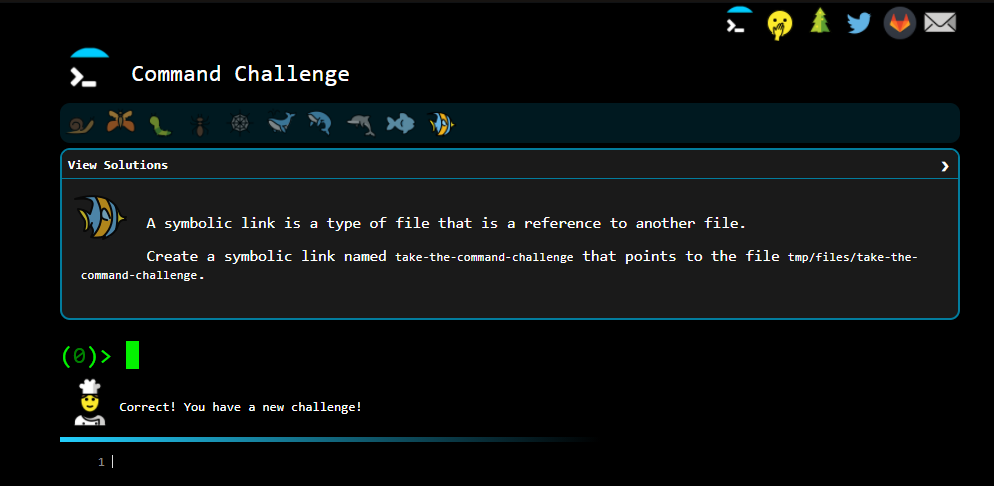 Command Challenge
View Solutions
A symbolic link is a type of file that is a reference to another file.
Create a symbolic link named take-the-command-challenge that points to the file tmp/files/take-the-
command-challenge.
(0)>
Correct! You have a new challenge!
1